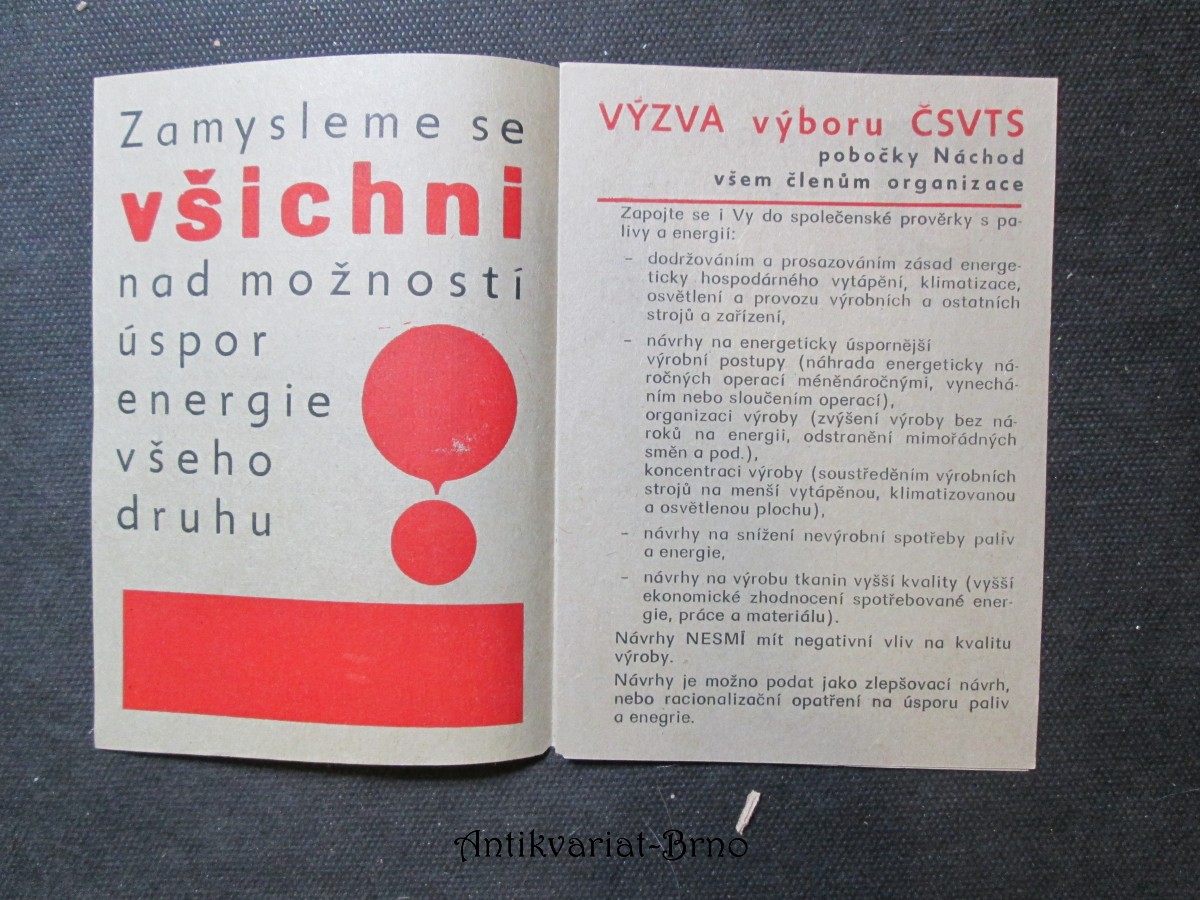 Zamysleme se
všichni
nad možností
úspor
energie
všeho
druhu
VÝZVA výboru ČSVTS
pobočky Náchod
všem členům organizace
Zapojte se i Vy do společenské prověrky s pa-
livy a energií:
– dodržováním a prosazováním zásad energe-
ticky hospodárného vytápění, klimatizace,
osvětlení a provozu výrobních a ostatních
strojů a zařízení,
– návrhy na energeticky úspornější
výrobní postupy (náhrada energeticky ná-
ročných operací méněnáročnými, vynechá-
ním nebo sloučením operací),
organizaci výroby (zvýšení výroby bez ná-
roků na energii, odstranění mimořádných
směn a pod.),
koncentraci výroby (soustředěním výrobních
strojů na menší vytápěnou, klimatizovanou
a osvětlenou plochu),
– návrhy na snížení nevýrobní spotřeby paliv
a energie,
– návrhy na výrobu tkanin vyšší kvality (vyšší
ekonomické zhodnocení spotřebované ener-
gie, práce a materiálu).
Návrhy NESMÍ mít negativní vliv na kvalitu
výroby.
Návrhy je možno podat jako zlepšovací návrh,
nebo racionalizační opatření na úsporu paliv
a enegrie.
Antikvariat-Brno